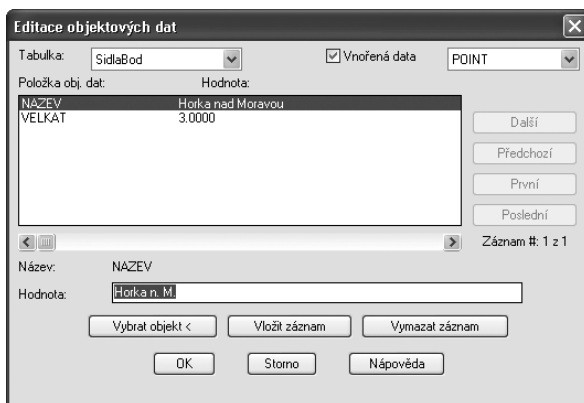 Editace objektových dat
Tabulka: SidlaBod Vnořená data POINT
Položka obj. dat: Hodnota:
NAZEV Horka nad Moravou
VELKAT 3.0000
Další
Předchozí
První
Poslední
Záznam #: 1 z 1
Název: NAZEV
Hodnota: Horka n. M.
Vybrat objekt < Vložit záznam Vymazat záznam
OK Storno Nápověda